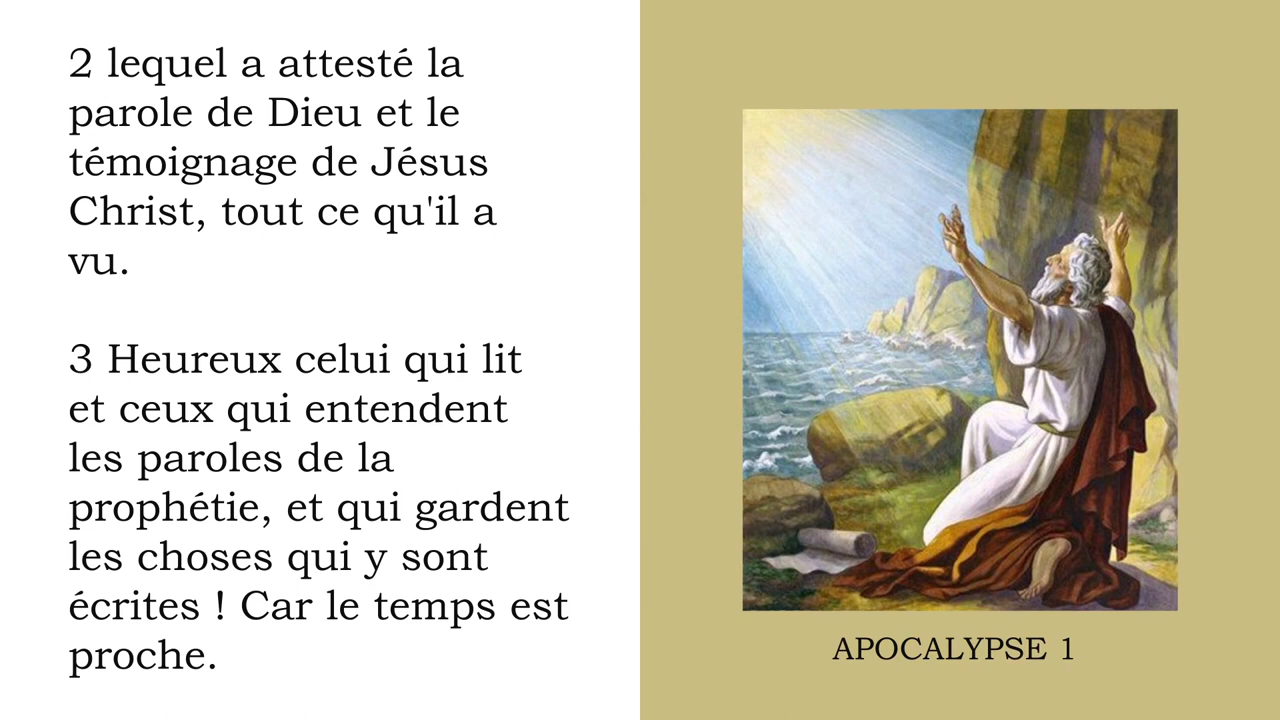 2 lequel a attesté la
parole de Dieu et le
témoignage de Jésus
Christ, tout ce qu'il a
vu.
3 Heureux celui qui lit
et ceux qui entendent
les paroles de la
prophétie, et qui gardent
les choses qui y sont
écrites ! Car le temps est
proche.
APOCALYPSE 1